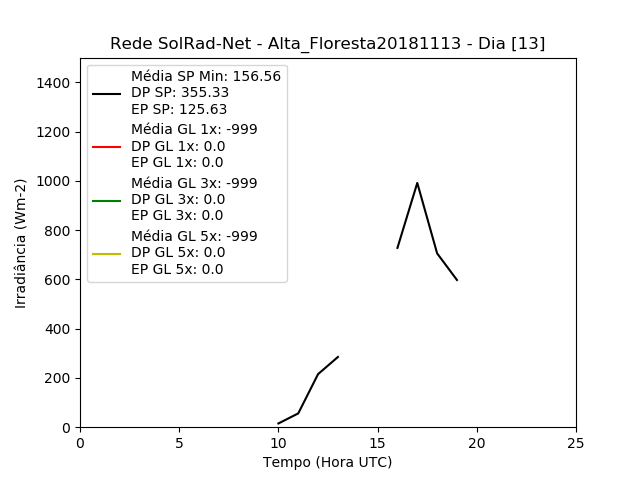 Rede SolRad-Net - Alta_Floresta20181113 - Dia [13]
Média SP Min: 156.56
DP SP: 355.33
EP SP: 125.63
Média GL 1x: -999
DP GL 1x: 0.0
EP GL 1x: 0.0
Média GL 3x: -999
DP GL 3x: 0.0
EP GL 3x: 0.0
Média GL 5x: -999
DP GL 5x: 0.0
EP GL 5x: 0.0
Irradiância (Wm-2)
1400
1200
1000
800
600
400
200
0
0 5 10 15 20 25
Tempo (Hora UTC)